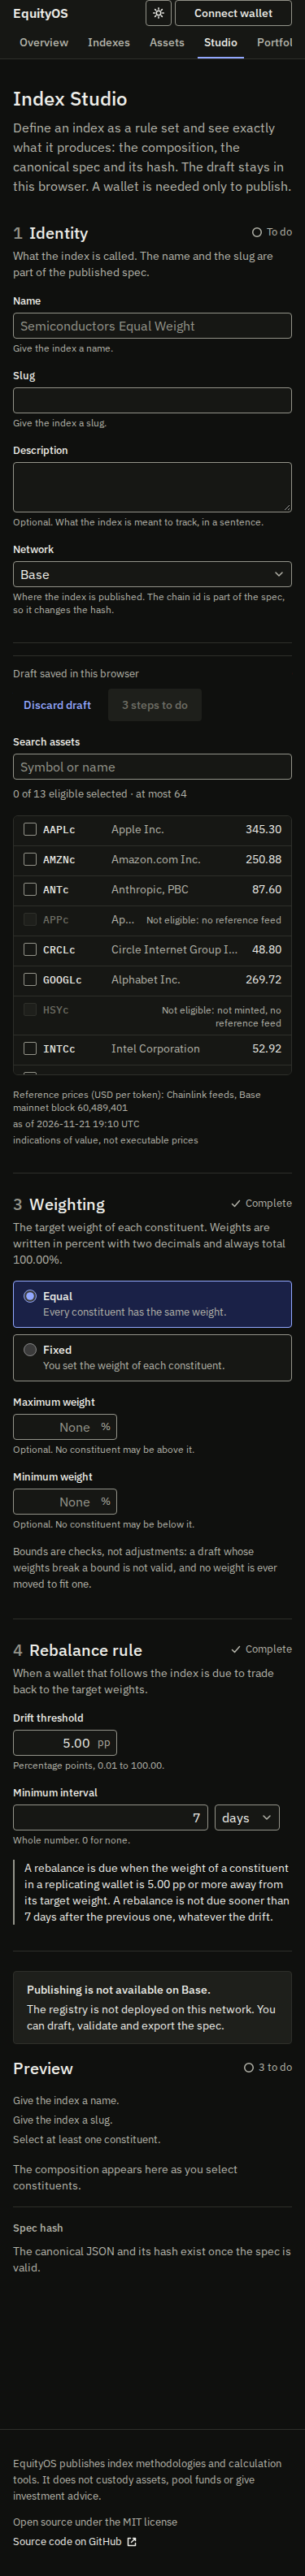 EquityOS
Connect wallet
Overview Indexes Assets Studio Portfol
Index Studio
Define an index as a rule set and see exactly
what it produces: the composition, the
canonical spec and its hash. The draft stays in
this browser. A wallet is needed only to publish.
1 Identity
To do
What the index is called. The name and the slug are
part of the published spec.
Name
Semiconductors Equal Weight
Give the index a name.
Slug
Give the index a slug.
Description
Optional. What the index is meant to track, in a sentence.
Network
Base
Where the index is published. The chain id is part of the spec,
so it changes the hash.
Draft saved in this browser
Discard draft
3 steps to do
Search assets
Symbol or name
0 of 13 eligible selected · at most 64
AAPLc Apple Inc. 345.30
AMZNc Amazon.com Inc. 250.88
ANTc Anthropic, PBC 87.60
APPc Ap... Not eligible: no reference feed
CRCLc Circle Internet Group I... 48.80
GOOGLc Alphabet Inc. 269.72
HSYc Not eligible: not minted, no
reference feed
INTCc Intel Corporation 52.92
Reference prices (USD per token): Chainlink feeds, Base
mainnet block 60,489,401
as of 2026-11-21 19:10 UTC
indications of value, not executable prices
3 Weighting
Complete
The target weight of each constituent. Weights are
written in percent with two decimals and always total
100.00%.
Equal
Every constituent has the same weight.
Fixed
You set the weight of each constituent.
Maximum weight
None %
Optional. No constituent may be above it.
Minimum weight
None %
Optional. No constituent may be below it.
Bounds are checks, not adjustments: a draft whose
weights break a bound is not valid, and no weight is ever
moved to fit one.
4 Rebalance rule
Complete
When a wallet that follows the index is due to trade
back to the target weights.
Drift threshold
5.00 pp
Percentage points, 0.01 to 100.00.
Minimum interval
7 days
Whole number. 0 for none.
A rebalance is due when the weight of a constituent
in a replicating wallet is 5.00 pp or more away from
its target weight. A rebalance is not due sooner than
7 days after the previous one, whatever the drift.
Publishing is not available on Base.
The registry is not deployed on this network. You
can draft, validate and export the spec.
Preview
3 to do
Give the index a name.
Give the index a slug.
Select at least one constituent.
The composition appears here as you select
constituents.
Spec hash
The canonical JSON and its hash exist once the spec is
valid.
EquityOS publishes index methodologies and calculation
tools. It does not custody assets, pool funds or give
investment advice.
Open source under the MIT license
Source code on GitHub